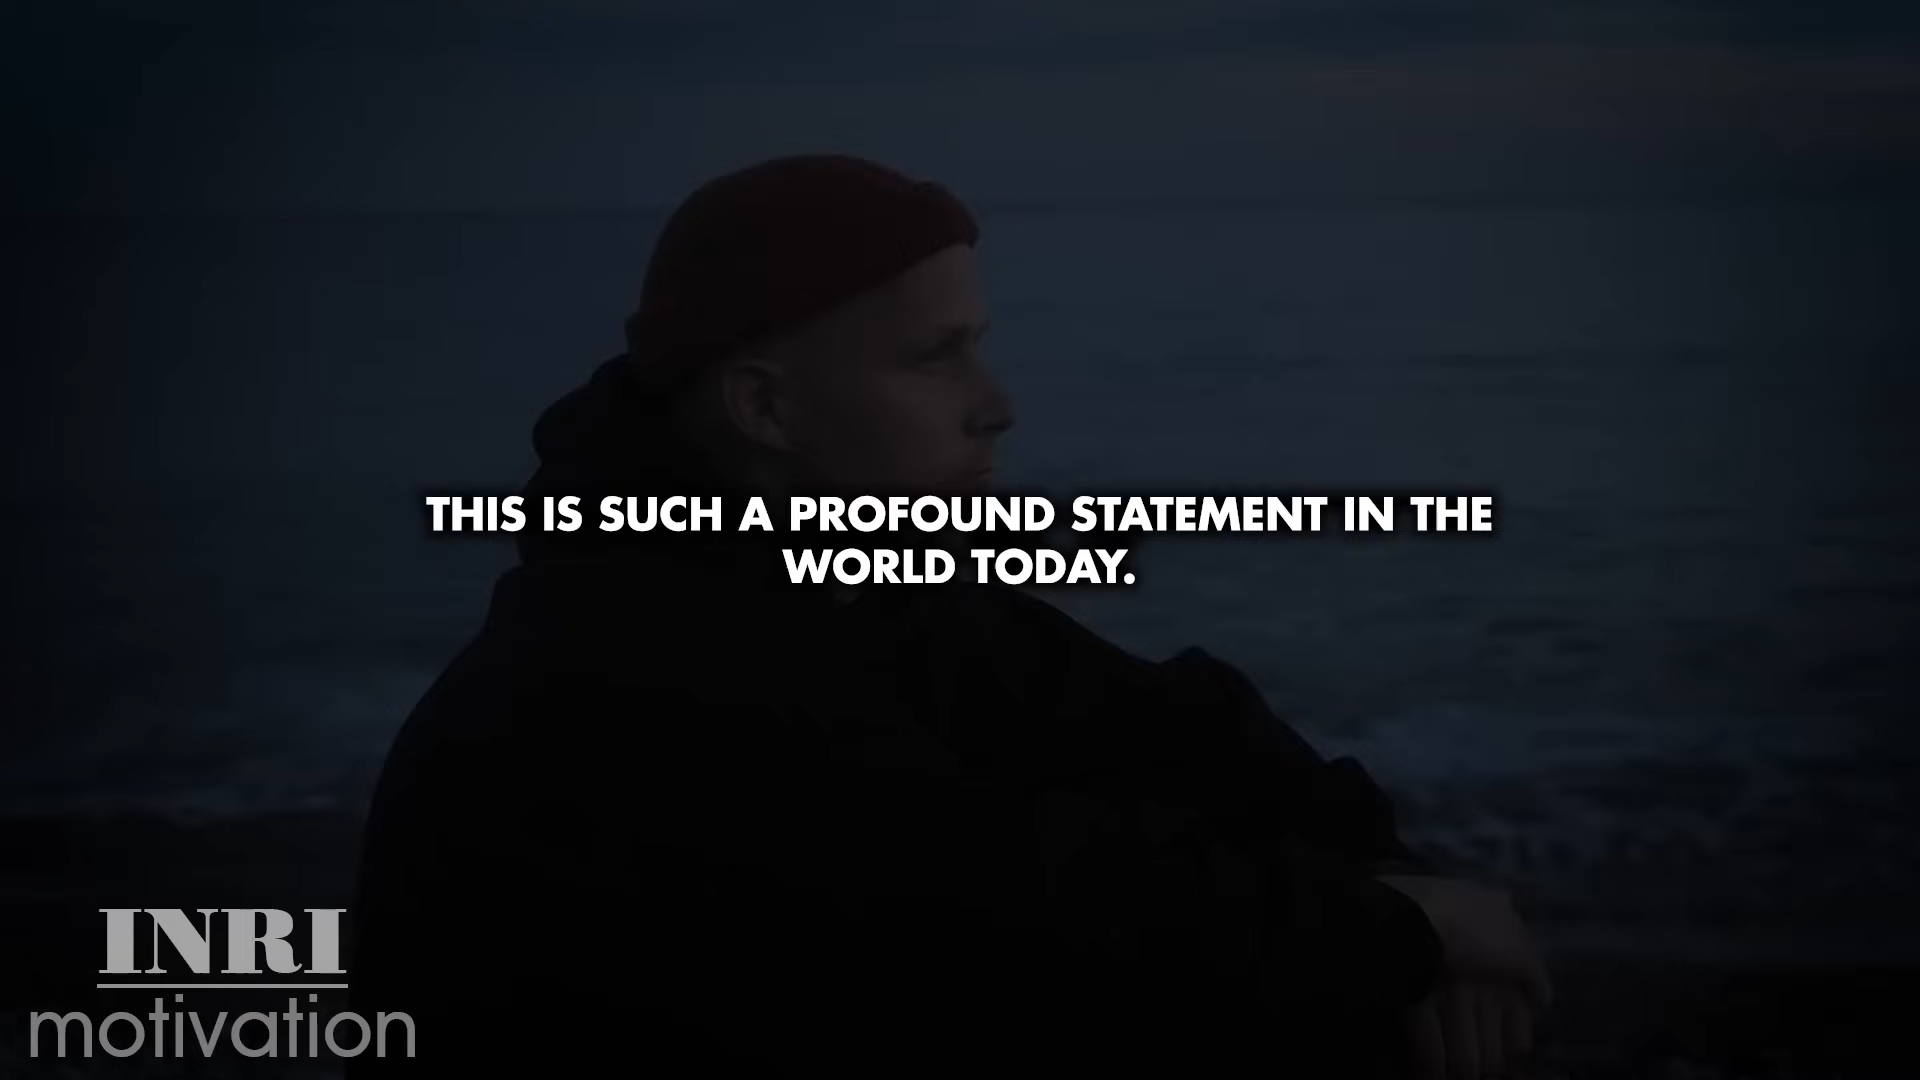 THIS IS SUCH A PROFOUND STATEMENT IN THE
WORLD TODAY.
INRI
motivation